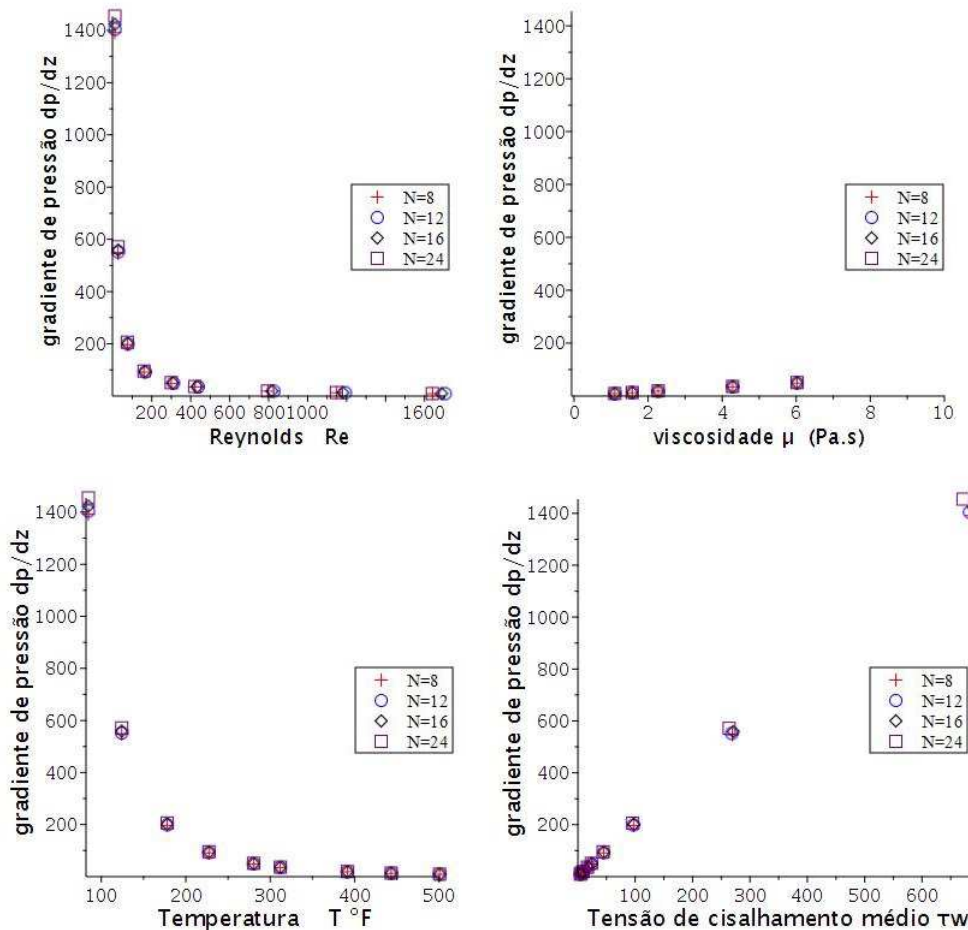 gradiente de pressão dp/dz
1400
1200
1000
800
600
400
200
N=8
N=12
N=16
N=24
200 400 600 800 1000 1600
Reynolds Re
gradiente de pressão dp/dz
1400
1200
1000
800
600
400
200
N=8
N=12
N=16
N=24
0 2 4 6 8 10
viscosidade μ (Pa.s)
gradiente de pressão dp/dz
1400
1200
1000
800
600
400
200
N=8
N=12
N=16
N=24
100 200 300 400 500
Temperatura T °F
gradiente de pressão dp/dz
1400
1200
1000
800
600
400
200
N=8
N=12
N=16
N=24
100 200 300 400 500 600
Tensão de cisalhamento médio τw